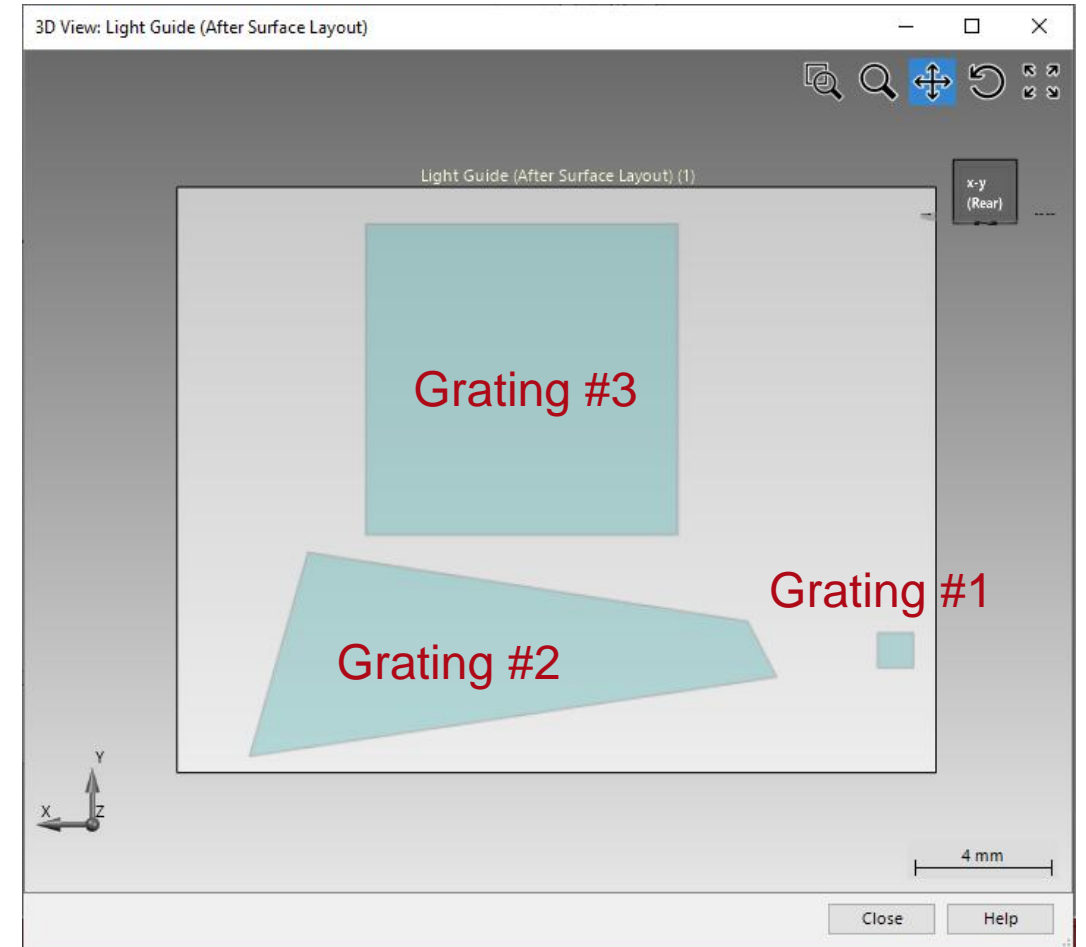 3D View: Light Guide (After Surface Layout)
Light Guide (After Surface Layout) (1)
x-y
(Rear)
Grating #3
Grating #1
Grating #2
Y
X
Z
4 mm
Close
Help